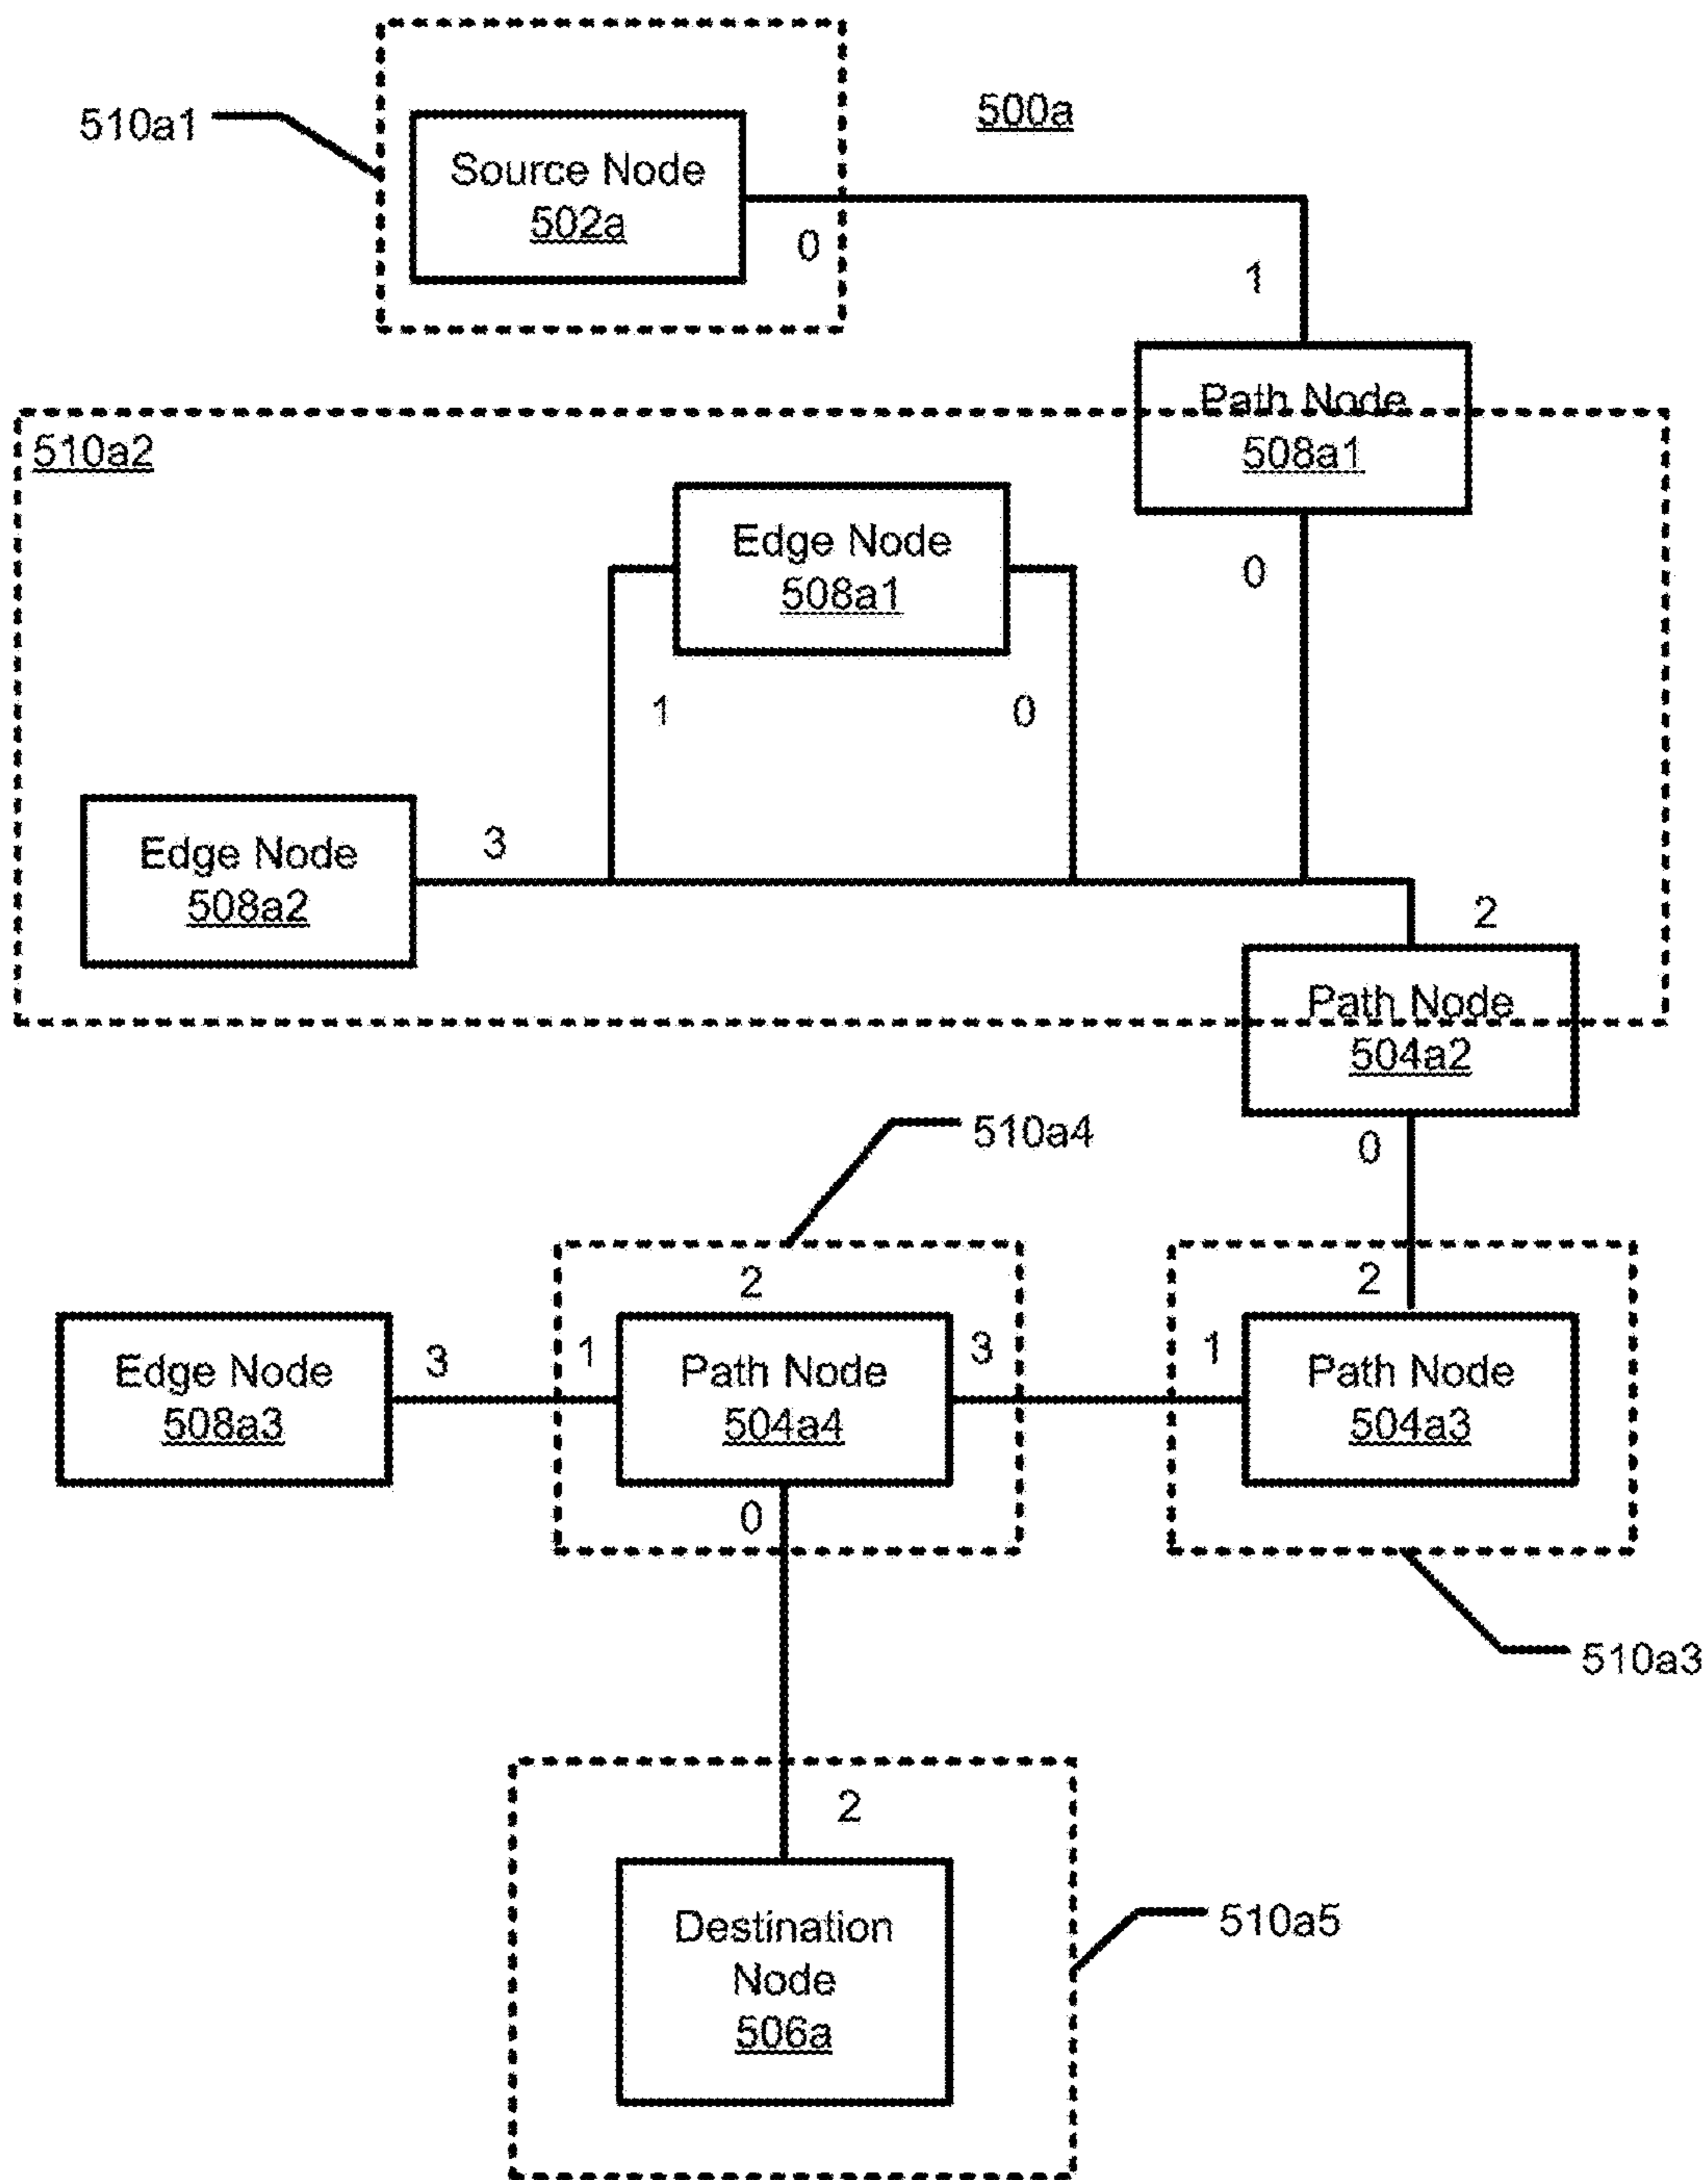 500a
510a1
Source Node
502a
0
1
Path Node
508a1
510a2
Edge Node
508a1
0
1
0
Edge Node
508a2
3
2
Path Node
504a2
510a4
0
2
2
Edge Node
508a3
3
1
Path Node
504a4
3
1
Path Node
504a3
0
510a3
2
Destination
Node
506a
510a5